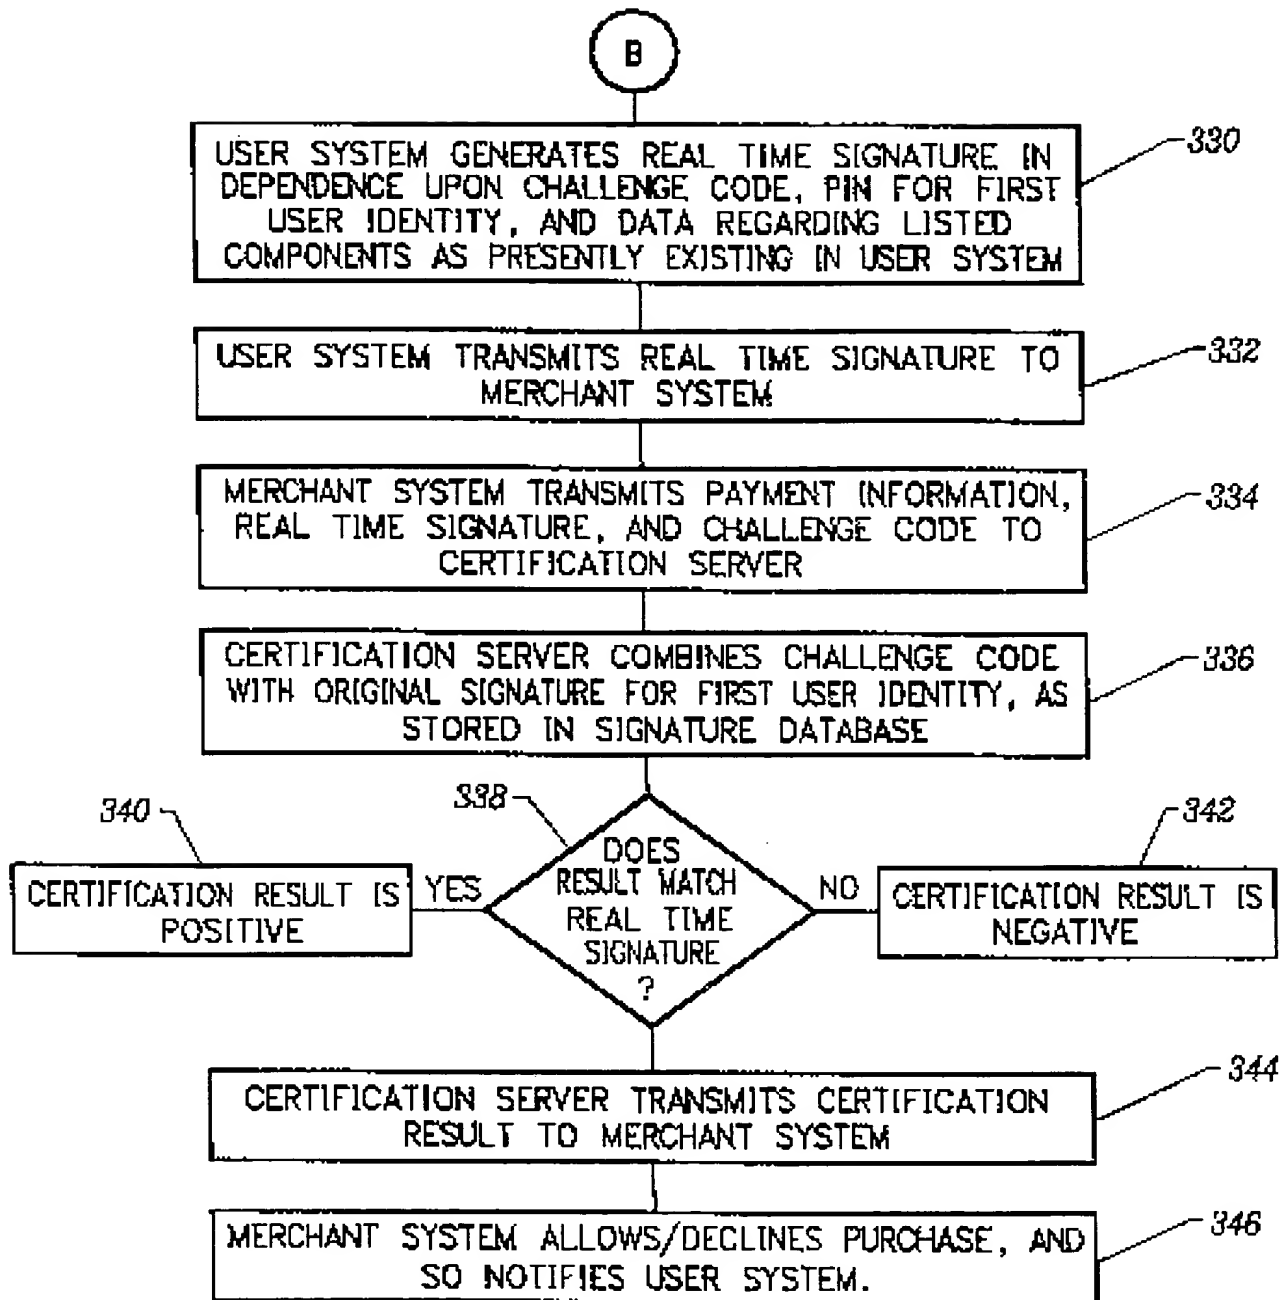 B
330
USER SYSTEM GENERATES REAL TIME SIGNATURE IN
DEPENDENCE UPON CHALLENGE CODE, PIN FOR FIRST
USER IDENTITY, AND DATA REGARDING LISTED
COMPONENTS AS PRESENTLY EXISTING IN USER SYSTEM
332
USER SYSTEM TRANSMITS REAL TIME SIGNATURE TO
MERCHANT SYSTEM
334
MERCHANT SYSTEM TRANSMITS PAYMENT INFORMATION,
REAL TIME SIGNATURE, AND CHALLENGE CODE TO
CERTIFICATION SERVER
336
CERTIFICATION SERVER COMBINES CHALLENGE CODE
WITH ORIGINAL SIGNATURE FOR FIRST USER IDENTITY, AS
STORED IN SIGNATURE DATABASE
338
DOES
RESULT MATCH
REAL TIME
SIGNATURE
?
340
YES
CERTIFICATION RESULT IS
POSITIVE
342
NO
CERTIFICATION RESULT IS
NEGATIVE
344
CERTIFICATION SERVER TRANSMITS CERTIFICATION
RESULT TO MERCHANT SYSTEM
346
MERCHANT SYSTEM ALLOWS/DECLINES PURCHASE, AND
SO NOTIFIES USER SYSTEM.